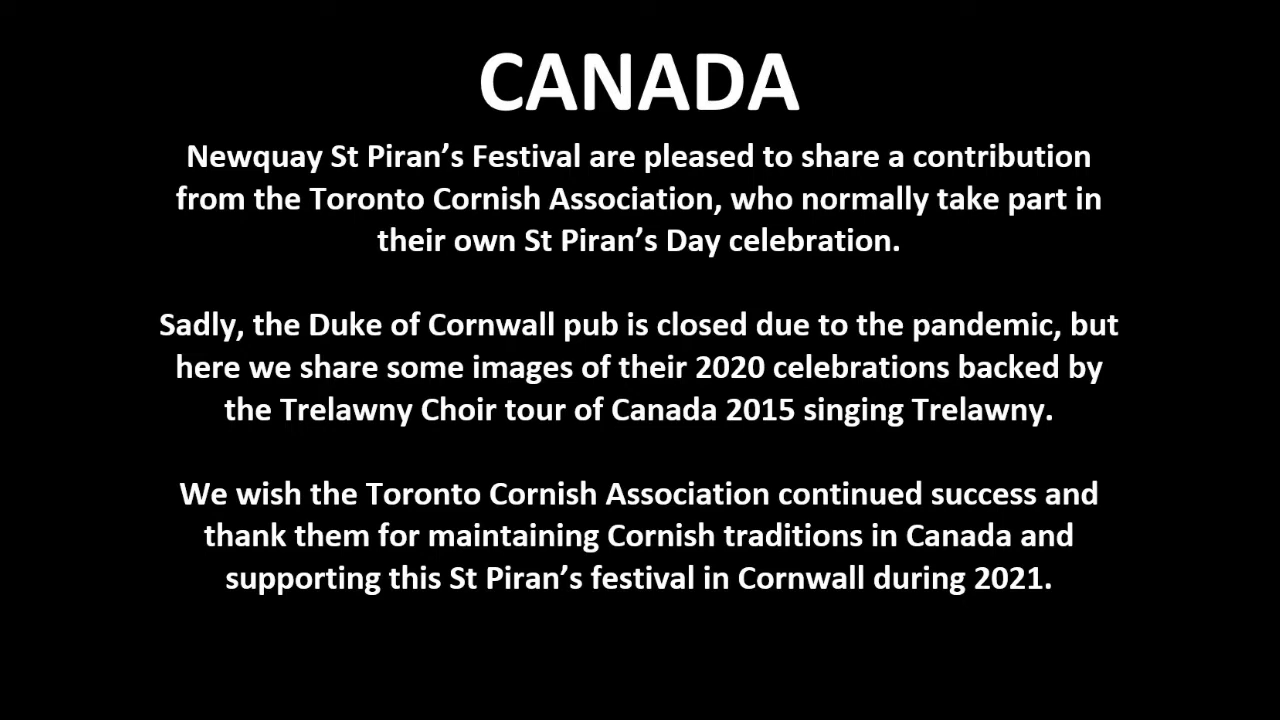 CANADA
Newquay St Piran’s Festival are pleased to share a contribution
from the Toronto Cornish Association, who normally take part in
their own St Piran’s Day celebration.
Sadly, the Duke of Cornwall pub is closed due to the pandemic, but
here we share some images of their 2020 celebrations backed by
the Trelawny Choir tour of Canada 2015 singing Trelawny.
We wish the Toronto Cornish Association continued success and
thank them for maintaining Cornish traditions in Canada and
supporting this St Piran’s festival in Cornwall during 2021.